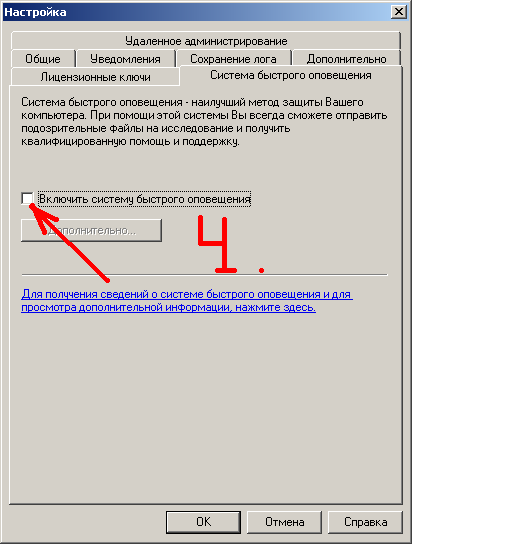 Настройка
Удаленное администрирование
Общие Уведомления Сохранение лога Дополнительно
Лицензионные ключи Система быстрого оповещения
Система быстрого оповещения - наилучший метод защиты Вашего
компьютера. При помощи этой системы Вы всегда сможете отправить
подозрительные файлы на исследование и получить
квалифицированную помощь и поддержку.
Включить систему быстрого оповещения
Дополнительно...
4.
Для получния сведений о системе быстрого оповещения и для
просмотра дополнительной информации, нажмите здесь.
OK Отмена Справка